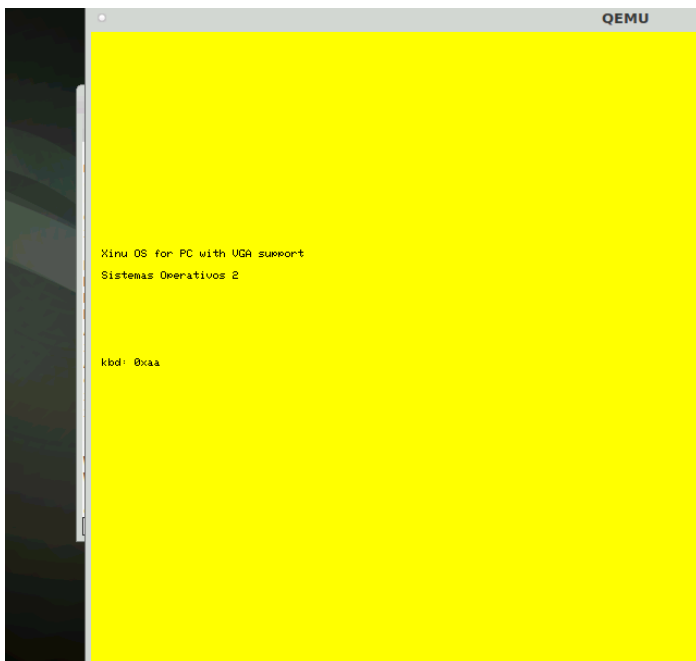 QEMU
Xinu OS for PC with VGA support
Sistemas Operativos 2
kbd: 0xaa